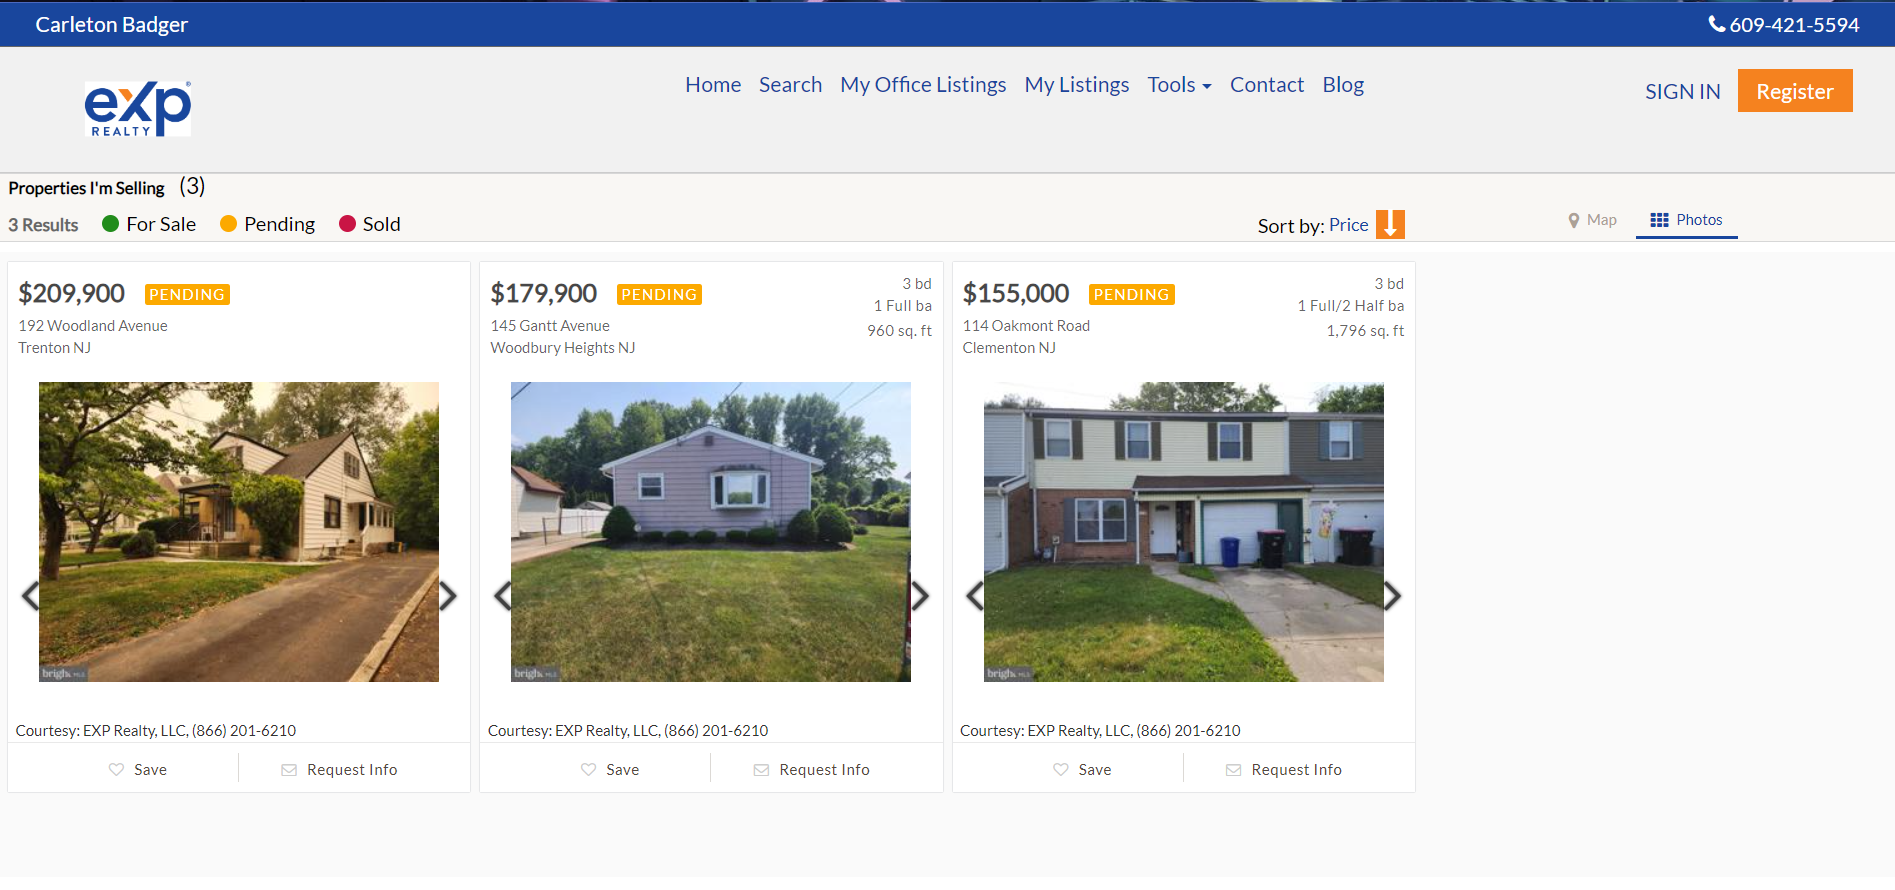 Carleton Badger
609-421-5594
exp®
REALTY
Home Search My Office Listings My Listings Tools Contact Blog
SIGN IN Register
Properties I'm Selling (3)
3 Results For Sale Pending Sold
Sort by: Price
Map Photos
$209,900 PENDING
192 Woodland Avenue
Trenton NJ
bright MLS
Courtesy: EXP Realty, LLC, (866) 201-6210
Save Request Info
$179,900 PENDING
145 Gantt Avenue
Woodbury Heights NJ
3 bd
1 Full ba
960 sq. ft
bright MLS
Courtesy: EXP Realty, LLC, (866) 201-6210
Save Request Info
$155,000 PENDING
114 Oakmont Road
Clementon NJ
3 bd
1 Full/2 Half ba
1,796 sq. ft
bright MLS
Courtesy: EXP Realty, LLC, (866) 201-6210
Save Request Info